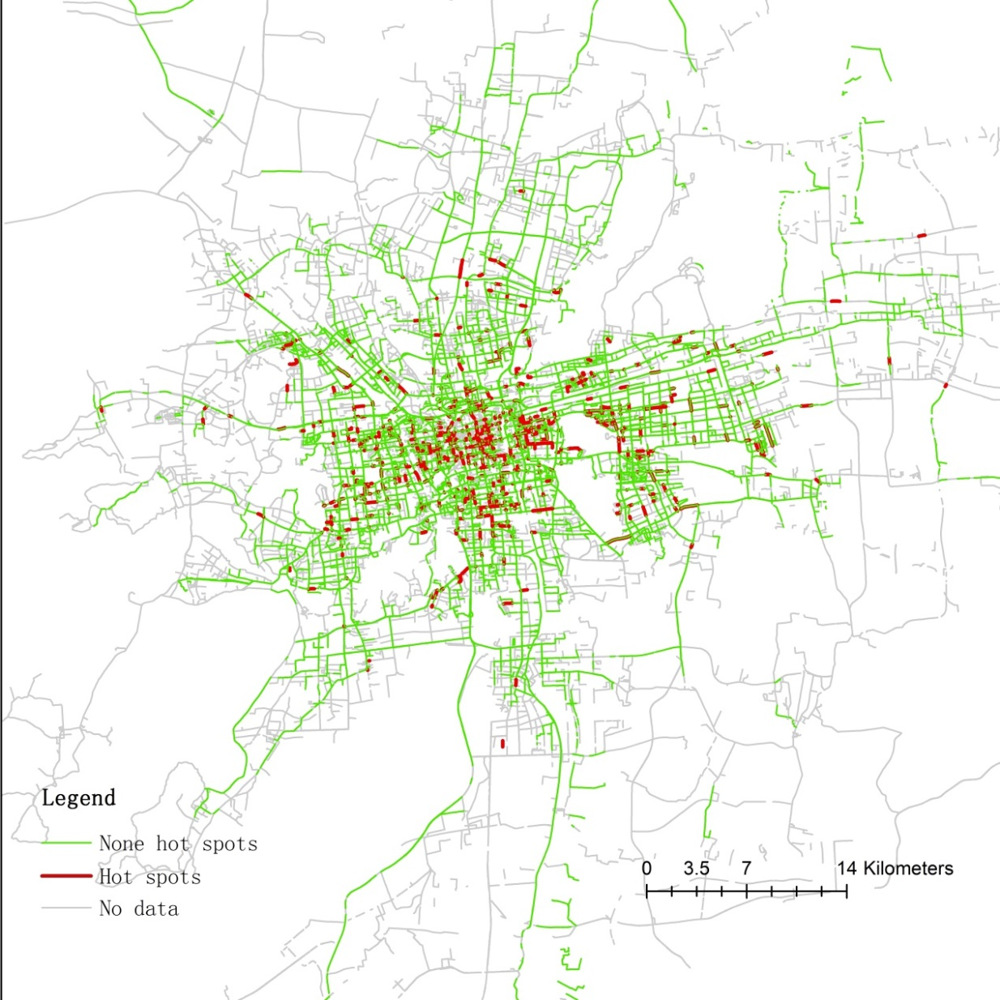 Legend
None hot spots
Hot spots
No data
0 3.5 7 14 Kilometers